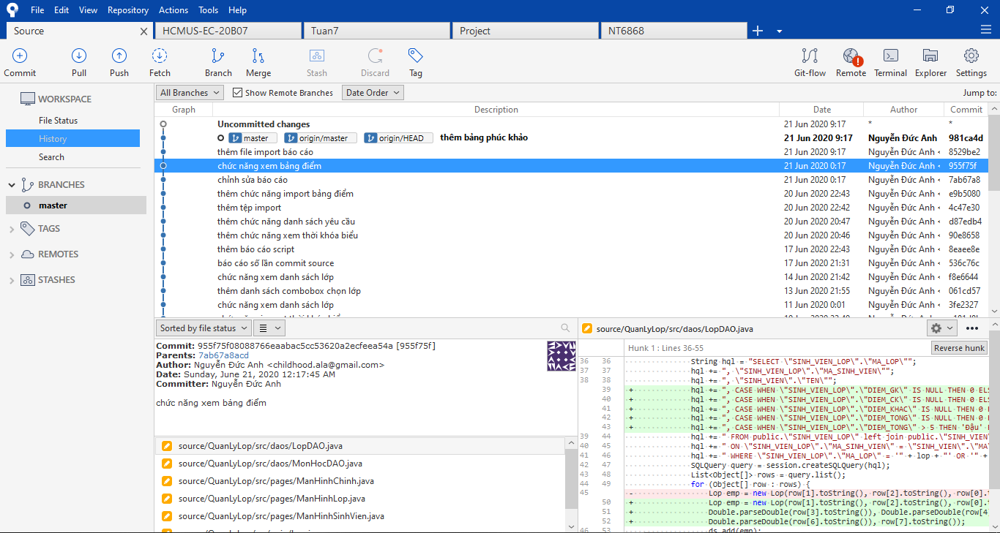 File Edit View Repository Actions Tools Help
Source HCMUS-EC-20B07 Tuan7 Project NT6868
Commit Pull Push Fetch Branch Merge Stash Discard Tag Git-flow Remote Terminal Explorer Settings
WORKSPACE
File Status
History
Search
BRANCHES
master
TAGS
REMOTES
STASHES
All Branches Show Remote Branches Date Order Jump to:
Graph Description Date Author Commit
Uncommitted changes 21 Jun 2020 9:17 * *
master origin/master origin/HEAD thêm bảng phúc khảo 21 Jun 2020 9:17 Nguyễn Đức Anh 981ca4d
thêm file import báo cáo 21 Jun 2020 9:17 Nguyễn Đức Anh < 8529be2
chức năng xem bảng điểm 21 Jun 2020 0:17 Nguyễn Đức Anh < 955f75f
chỉnh sửa báo cáo 21 Jun 2020 0:17 Nguyễn Đức Anh < 7ab67a8
thêm chức năng import bảng điểm 20 Jun 2020 22:43 Nguyễn Đức Anh < e9b5080
thêm tệp import 20 Jun 2020 22:42 Nguyễn Đức Anh < 4c47e30
thêm chức năng danh sách yêu cầu 20 Jun 2020 20:47 Nguyễn Đức Anh < d87edb4
thêm chức năng xem thời khóa biểu 20 Jun 2020 20:46 Nguyễn Đức Anh < 90e8658
thêm báo cáo script 17 Jun 2020 22:43 Nguyễn Đức Anh < 8eaee8e
báo cáo số lần commit source 17 Jun 2020 21:31 Nguyễn Đức Anh < 536c76c
chức năng xem danh sách lớp 14 Jun 2020 21:42 Nguyễn Đức Anh < f8e6644
thêm danh sách combobox chọn lớp 13 Jun 2020 21:55 Nguyễn Đức Anh < 061cd57
chức năng xem danh sách lớp 11 Jun 2020 0:01 Nguyễn Đức Anh < 3fe2327
Sorted by file status
Commit: 955f75f08088766eaabac5cc53620a2ecfeea54a [955f75f]
Parents: 7ab67a8acd
Author: Nguyễn Đức Anh <childhood.ala@gmail.com>
Date: Sunday, June 21, 2020 12:17:45 AM
Committer: Nguyễn Đức Anh
chức năng xem bảng điểm
source/QuanLyLop/src/daos/LopDAO.java
source/QuanLyLop/src/daos/MonHocDAO.java
source/QuanLyLop/src/pages/ManHinhChinh.java
source/QuanLyLop/src/pages/ManHinhLop.java
source/QuanLyLop/src/pages/ManHinhSinhVien.java
source/QuanLyLop/src/daos/LopDAO.java
Hunk 1 : Lines 36-55 Reverse hunk
36 36 String hql = "SELECT \"SINH_VIEN_LOP\".\"MA_LOP\"";
37 37 hql += ", \"SINH_VIEN_LOP\".\"MA_SINH_VIEN\"";
38 38 hql += ", \"SINH_VIEN\".\"TEN\"";
39 + hql += ", CASE WHEN \"SINH_VIEN_LOP\".\"DIEM_GK\" IS NULL THEN 0 ELS
40 + hql += ", CASE WHEN \"SINH_VIEN_LOP\".\"DIEM_CK\" IS NULL THEN 0 ELS
41 + hql += ", CASE WHEN \"SINH_VIEN_LOP\".\"DIEM_KHAC\" IS NULL THEN 0
42 + hql += ", CASE WHEN \"SINH_VIEN_LOP\".\"DIEM_TONG\" IS NULL THEN 0
43 + hql += ", CASE WHEN \"SINH_VIEN_LOP\".\"DIEM_TONG\" > 5 THEN 'Đậu'
39 44 hql += " FROM public.\"SINH_VIEN_LOP\" left join public.\"SINH_VIEN
40 45 hql += " ON \"SINH_VIEN_LOP\".\"MA_SINH_VIEN\" = \"SINH_VIEN\".\"MA
41 46 hql += " WHERE \"SINH_VIEN_LOP\".\"MA_LOP\" = '" + lop + "' OR '" +
42 47 SQLQuery query = session.createSQLQuery(hql);
43 48 List<Object[]> rows = query.list();
44 49 for (Object[] row : rows) {
45 - Lop emp = new Lop(row[1].toString(), row[2].toString(), row[0].t
50 + Lop emp = new Lop(row[1].toString(), row[2].toString(), row[0].t
51 + Double.parseDouble(row[3].toString()), Double.parseDouble(row[4
52 + Double.parseDouble(row[6].toString()), row[7].toString());
46 53 ds.add(emp);